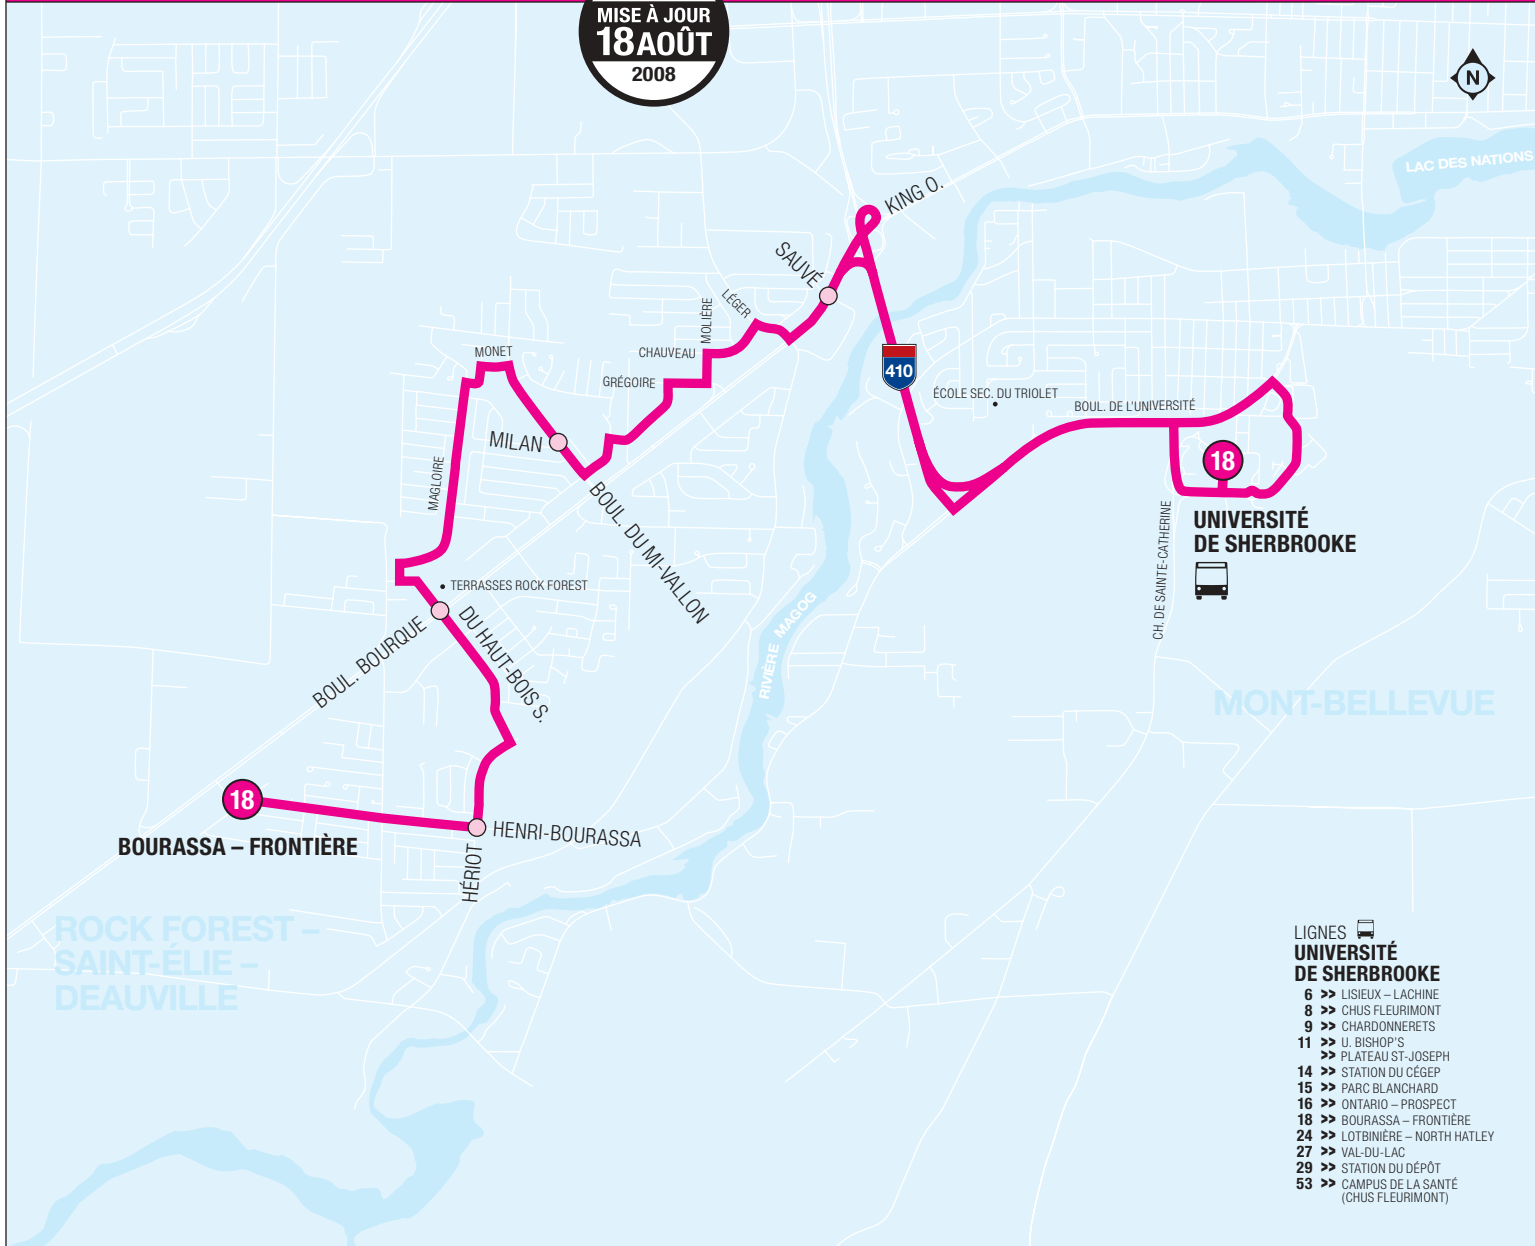 MISE À JOUR
18 AOÛT
2008
N
LAC DES NATIONS
KING O.
SAUVÉ
LÉGER
MOLIÈRE
MONET
CHAUVEAU
GRÉGOIRE
410
ÉCOLE SEC. DU TRIOLET
BOUL. DE L'UNIVERSITÉ
MILAN
MAGLOIRE
18
BOUL. DU MI-VALLON
UNIVERSITÉ
DE SHERBROOKE
CH. DE SAINTE-CATHERINE
TERRASSES ROCK FOREST
BOUL. BOURQUE
DU HAUT-BOIS S.
RIVIÈRE MAGOG
MONT-BELLEVUE
18
BOURASSA – FRONTIÈRE
HENRI-BOURASSA
HÉRIOT
ROCK FOREST –
SAINT-ÉLIE –
DEAUVILLE
LIGNES
UNIVERSITÉ
DE SHERBROOKE
6 >> LISIEUX – LACHINE
8 >> CHUS FLEURIMONT
9 >> CHARDONNERETS
11 >> U. BISHOP'S
>> PLATEAU ST-JOSEPH
14 >> STATION DU CÉGEP
15 >> PARC BLANCHARD
16 >> ONTARIO – PROSPECT
18 >> BOURASSA – FRONTIÈRE
24 >> LOTBINIÈRE – NORTH HATLEY
27 >> VAL-DU-LAC
29 >> STATION DU DÉPÔT
53 >> CAMPUS DE LA SANTÉ
(CHUS FLEURIMONT)